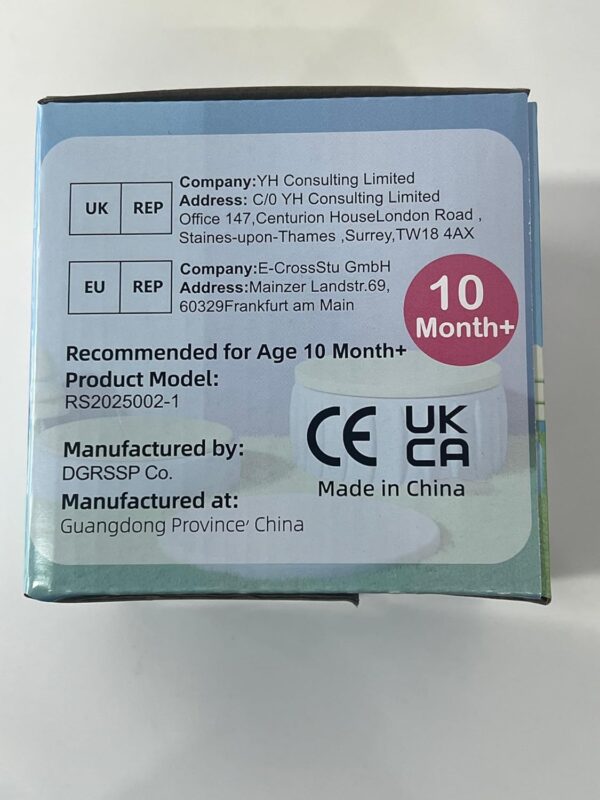 UK REP
Company:YH Consulting Limited
Address: C/0 YH Consulting Limited
Office 147,Centurion HouseLondon Road ,
Staines-upon-Thames ,Surrey,TW18 4AX
EU REP
Company:E-CrossStu GmbH
Address:Mainzer Landstr.69,
60329Frankfurt am Main
10
Month+
Recommended for Age 10 Month+
Product Model:
RS2025002-1
CE
UK
CA
Made in China
Manufactured by:
DGRSSP Co.
Manufactured at:
Guangdong Province, China